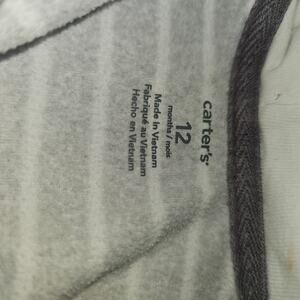 carter's®
12
months / mois
Made in Vietnam
Fabriqué au Vietnam
Hecho en Vietnam